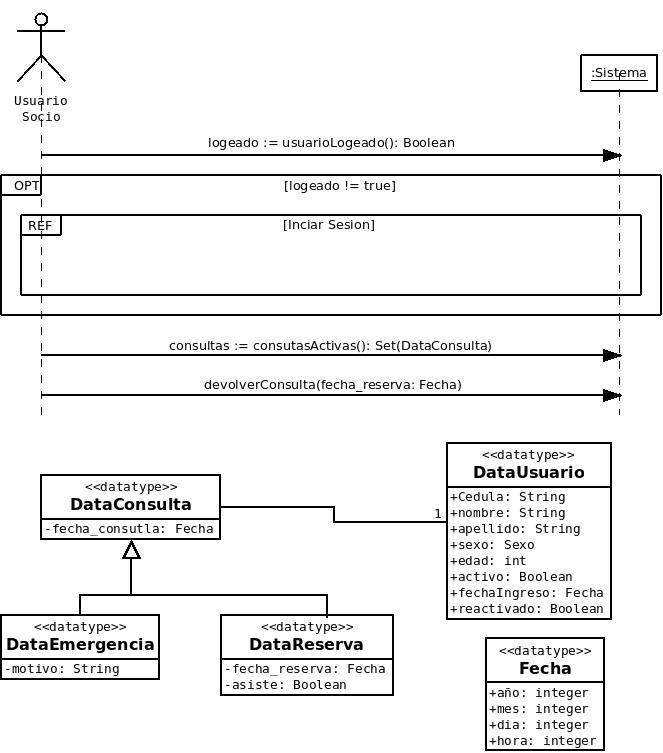 Usuario
Socio
:Sistema
logeado := usuarioLogeado(): Boolean
OPT
[logeado != true]
REF
[Inciar Sesion]
consultas := consutasActivas(): Set(DataConsulta)
devolverConsulta(fecha_reserva: Fecha)
<<datatype>>
DataConsulta
-fecha_consutla: Fecha
1
<<datatype>>
DataUsuario
+Cedula: String
+nombre: String
+apellido: String
+sexo: Sexo
+edad: int
+activo: Boolean
+fechaIngreso: Fecha
+reactivado: Boolean
<<datatype>>
DataEmergencia
-motivo: String
<<datatype>>
DataReserva
-fecha_reserva: Fecha
-asiste: Boolean
<<datatype>>
Fecha
+año: integer
+mes: integer
+dia: integer
+hora: integer